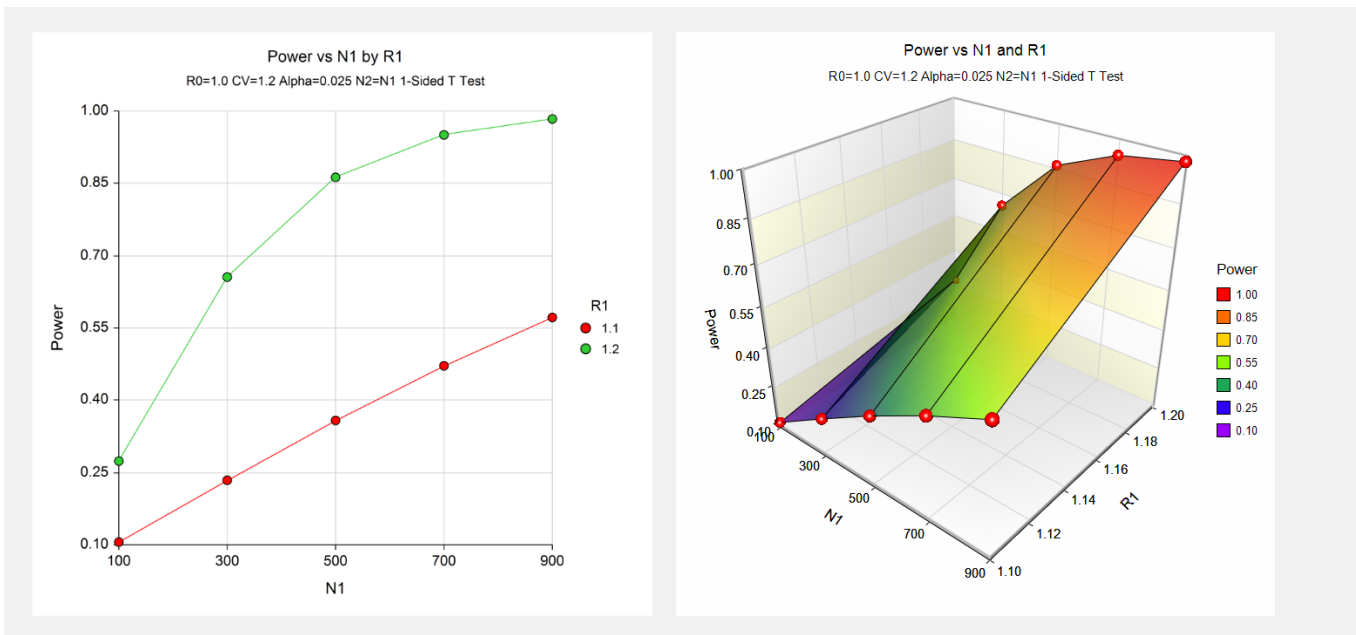 Power vs N1 by R1
R0=1.0 CV=1.2 Alpha=0.025 N2=N1 1-Sided T Test
1.00
0.85
0.70
0.55
0.40
0.25
0.10
Power
100 300 500 700 900
N1
R1
1.1
1.2
Power vs N1 and R1
R0=1.0 CV=1.2 Alpha=0.025 N2=N1 1-Sided T Test
1.00
0.85
0.70
0.55
0.40
0.25
0.10
Power
100
300
500
700
900
N1
1.10
1.12
1.14
1.16
1.18
1.20
R1
Power
1.00
0.85
0.70
0.55
0.40
0.25
0.10